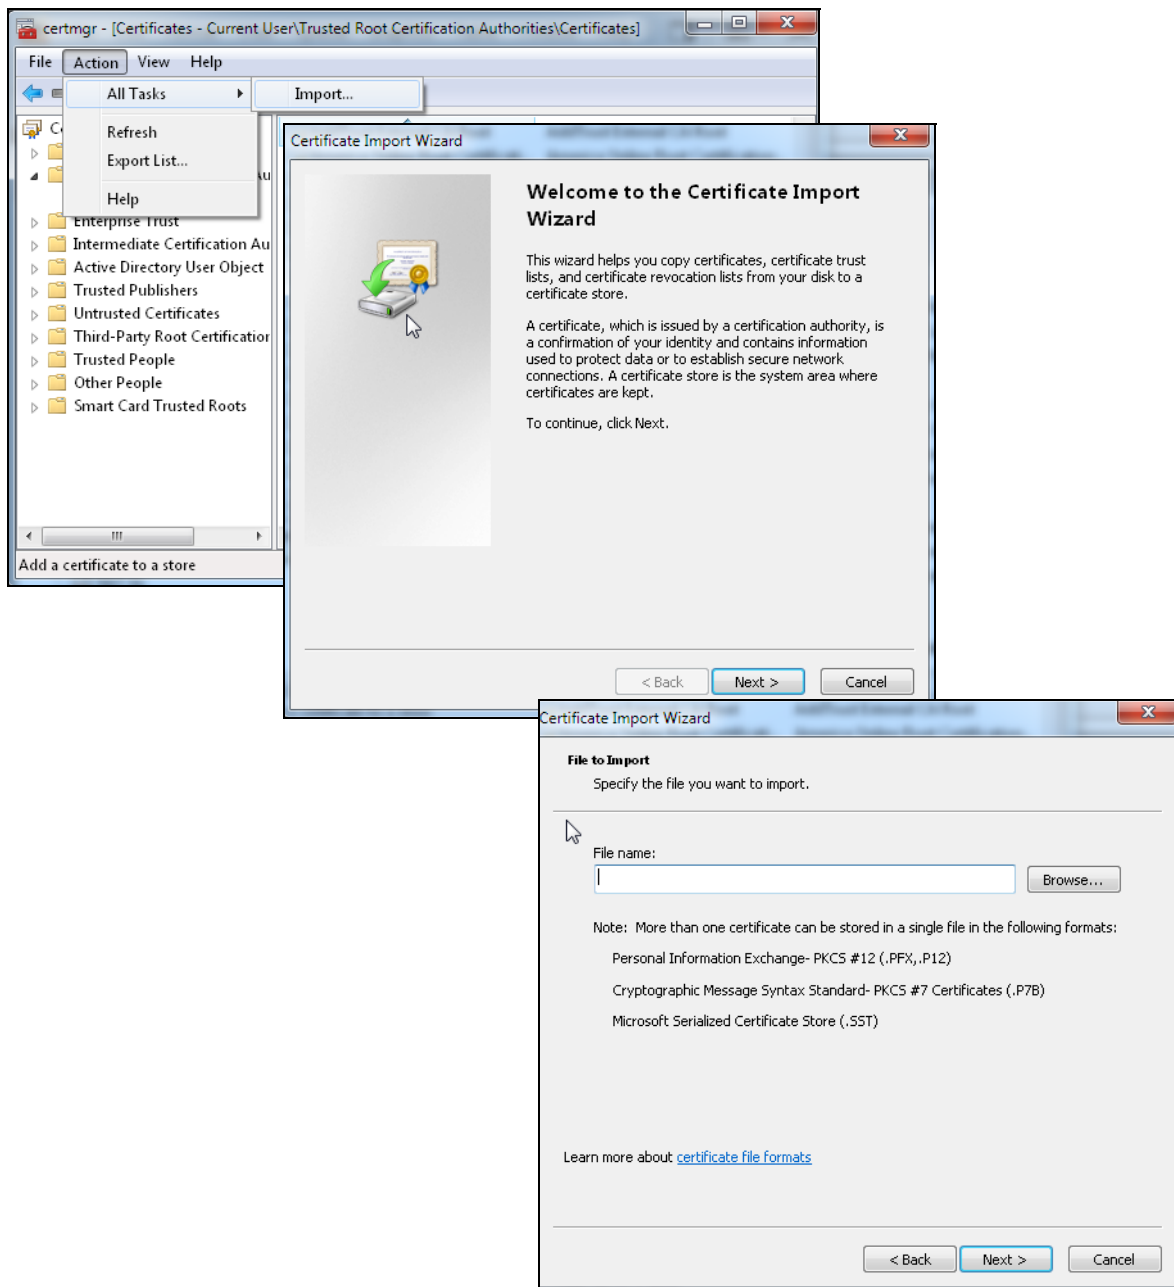 certmgr - [Certificates - Current User\Trusted Root Certification Authorities\Certificates]
File Action View Help
All Tasks
Import...
Refresh
Export List...
Help
Enterprise Trust
Intermediate Certification Au
Active Directory User Object
Trusted Publishers
Untrusted Certificates
Third-Party Root Certification
Trusted People
Other People
Smart Card Trusted Roots
Add a certificate to a store
Certificate Import Wizard
Welcome to the Certificate Import
Wizard
This wizard helps you copy certificates, certificate trust
lists, and certificate revocation lists from your disk to a
certificate store.
A certificate, which is issued by a certification authority, is
a confirmation of your identity and contains information
used to protect data or to establish secure network
connections. A certificate store is the system area where
certificates are kept.
To continue, click Next.
< Back Next > Cancel
Certificate Import Wizard
File to Import
Specify the file you want to import.
File name:
Browse...
Note: More than one certificate can be stored in a single file in the following formats:
Personal Information Exchange- PKCS #12 (.PFX,.P12)
Cryptographic Message Syntax Standard- PKCS #7 Certificates (.P7B)
Microsoft Serialized Certificate Store (.SST)
Learn more about certificate file formats
< Back Next > Cancel